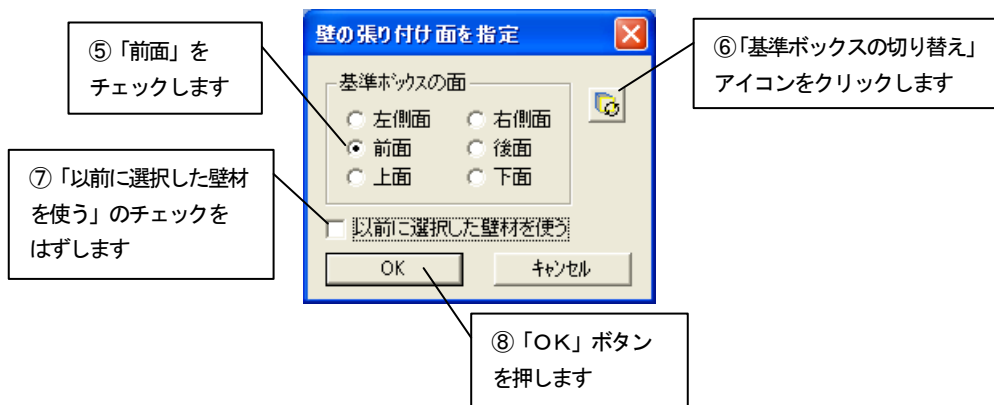 ⑤「前面」を
チェックします
壁の張り付け面を指定
⑥「基準ボックスの切り替え」
アイコンをクリックします
基準ﾎﾞｯｸｽの面
左側面 右側面
前面 後面
上面 下面
⑦「以前に選択した壁材
を使う」のチェックを
はずします
以前に選択した壁材を使う
OK ｷｬﾝｾﾙ
⑧「ＯＫ」ボタン
を押します